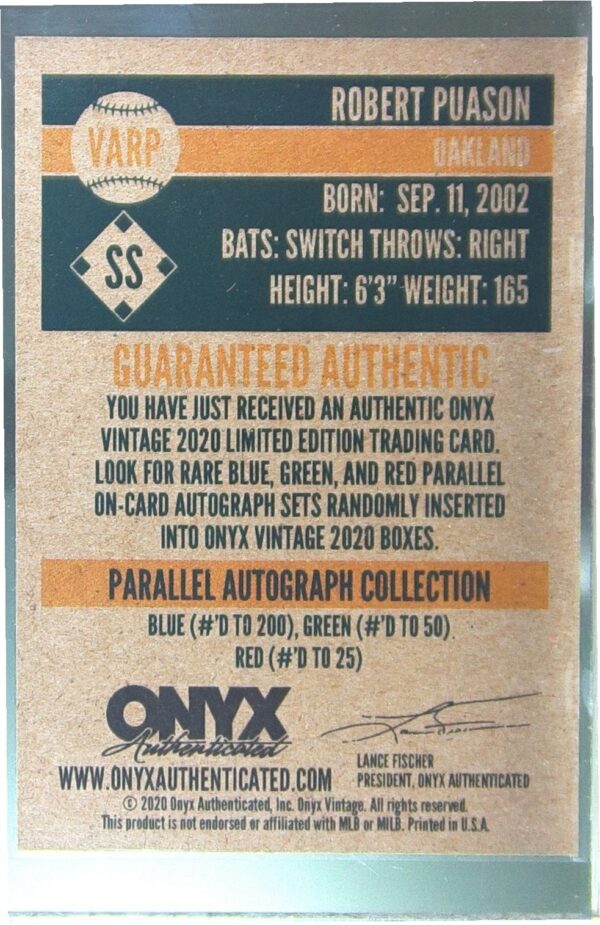 ROBERT PUASON
VARP
OAKLAND
BORN: SEP. 11, 2002
BATS: SWITCH THROWS: RIGHT
SS
HEIGHT: 6'3" WEIGHT: 165
GUARANTEED AUTHENTIC
YOU HAVE JUST RECEIVED AN AUTHENTIC ONYX
VINTAGE 2020 LIMITED EDITION TRADING CARD.
LOOK FOR RARE BLUE, GREEN, AND RED PARALLEL
ON-CARD AUTOGRAPH SETS RANDOMLY INSERTED
INTO ONYX VINTAGE 2020 BOXES.
PARALLEL AUTOGRAPH COLLECTION
BLUE (#'D TO 200), GREEN (#'D TO 50)
RED (#'D TO 25)
ONYX
Authenticated
LANCE FISCHER
WWW.ONYXAUTHENTICATED.COM
PRESIDENT, ONYX AUTHENTICATED
© 2020 Onyx Authenticated, Inc. Onyx Vintage. All rights reserved.
This product is not endorsed or affiliated with MLB or MiLB. Printed in U.S.A.